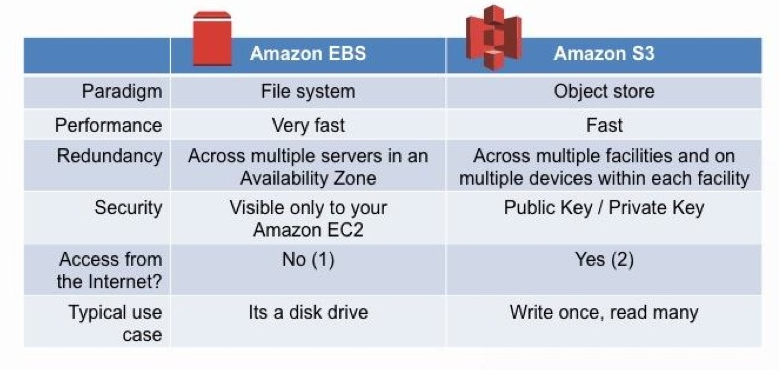 Amazon EBS Amazon S3
Paradigm File system Object store
Performance Very fast Fast
Redundancy Across multiple servers in an Across multiple facilities and on
Availability Zone multiple devices within each facility
Security Visible only to your Public Key / Private Key
Amazon EC2
Access from No (1) Yes (2)
the Internet?
Typical use Its a disk drive Write once, read many
case